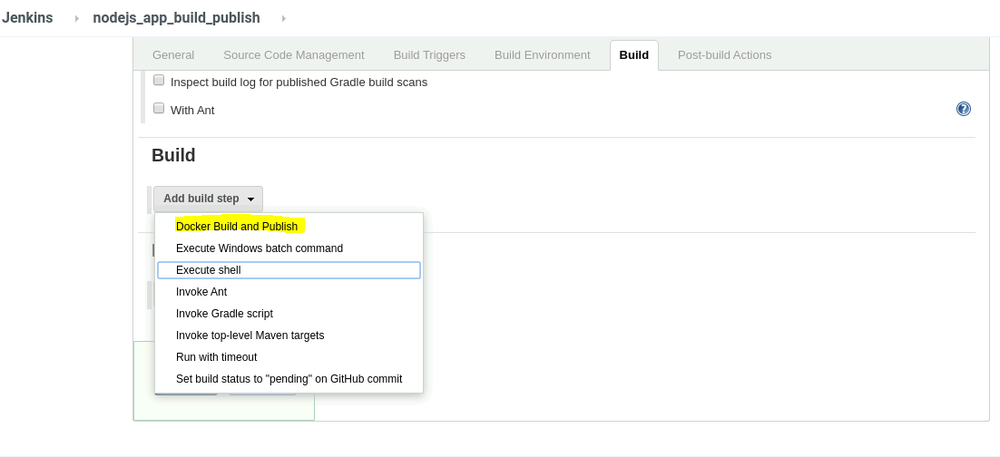 Jenkins nodejs_app_build_publish
General Source Code Management Build Triggers Build Environment Build Post-build Actions
Inspect build log for published Gradle build scans
With Ant
?
Build
Add build step
Docker Build and Publish
Execute Windows batch command
Execute shell
Invoke Ant
Invoke Gradle script
Invoke top-level Maven targets
Run with timeout
Set build status to "pending" on GitHub commit